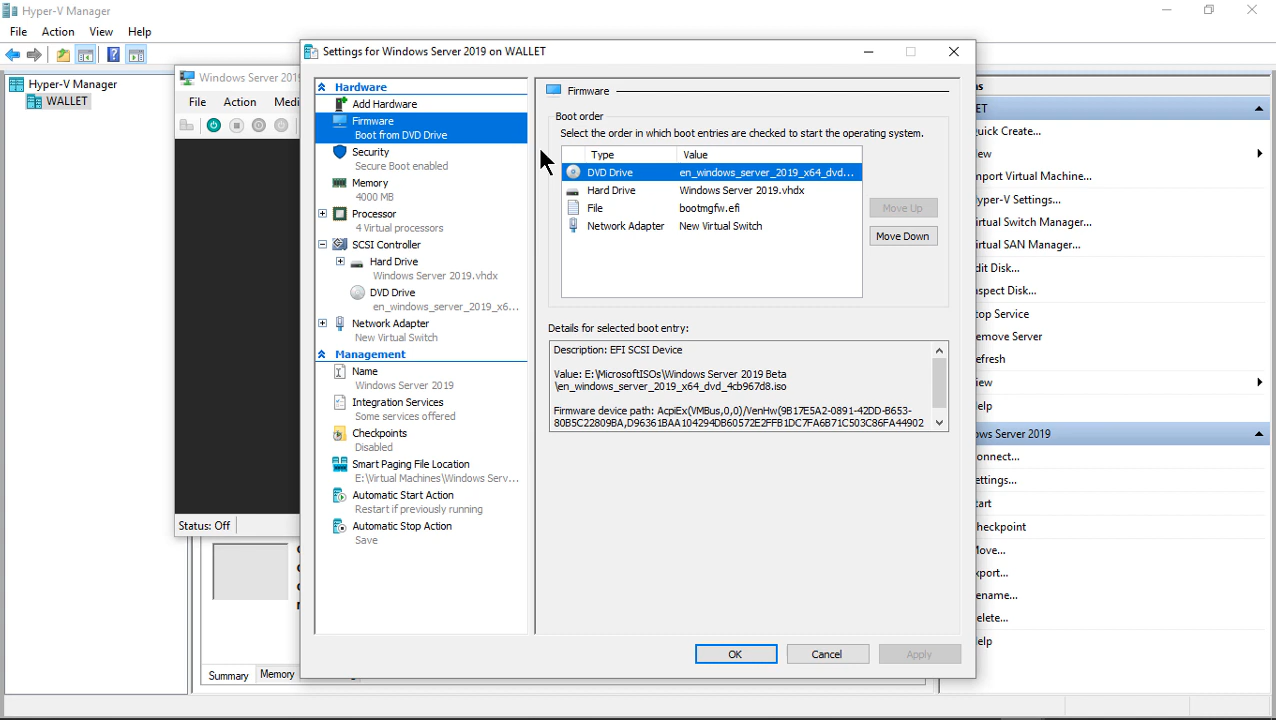 Hyper-V Manager
File Action View Help
Hyper-V Manager
WALLET
Windows Server 2019
File Action Medi
Status: Off
Summary Memory
Settings for Windows Server 2019 on WALLET
Hardware
Add Hardware
Firmware
Boot from DVD Drive
Security
Secure Boot enabled
Memory
4000 MB
Processor
4 Virtual processors
SCSI Controller
Hard Drive
Windows Server 2019.vhdx
DVD Drive
en_windows_server_2019_x6...
Network Adapter
New Virtual Switch
Management
Name
Windows Server 2019
Integration Services
Some services offered
Checkpoints
Disabled
Smart Paging File Location
E:\Virtual Machines\Windows Serv...
Automatic Start Action
Restart if previously running
Automatic Stop Action
Save
Firmware
Boot order
Select the order in which boot entries are checked to start the operating system.
Type Value
DVD Drive en_windows_server_2019_x64_dvd...
Hard Drive Windows Server 2019.vhdx
File bootmgfw.efi
Network Adapter New Virtual Switch
Move Up
Move Down
Details for selected boot entry:
Description: EFI SCSI Device
Value: E:\MicrosoftISOs\Windows Server 2019 Beta
\en_windows_server_2019_x64_dvd_4cb967d8.iso
Firmware device path: AcpiEx(VMBus,0,0)/VenHw(9B17E5A2-0891-42DD-B653-
80B5C22809BA,D96361BAA104294DB60572E2FFB1DC7FA6B71C503C86FA44902
OK Cancel Apply
ns
ET
uick Create...
ew
mport Virtual Machine...
yper-V Settings...
irtual Switch Manager...
irtual SAN Manager...
dit Disk...
nspect Disk...
top Service
emove Server
efresh
iew
elp
ows Server 2019
onnect...
ettings...
tart
heckpoint
ove...
xport...
ename...
elete...
elp